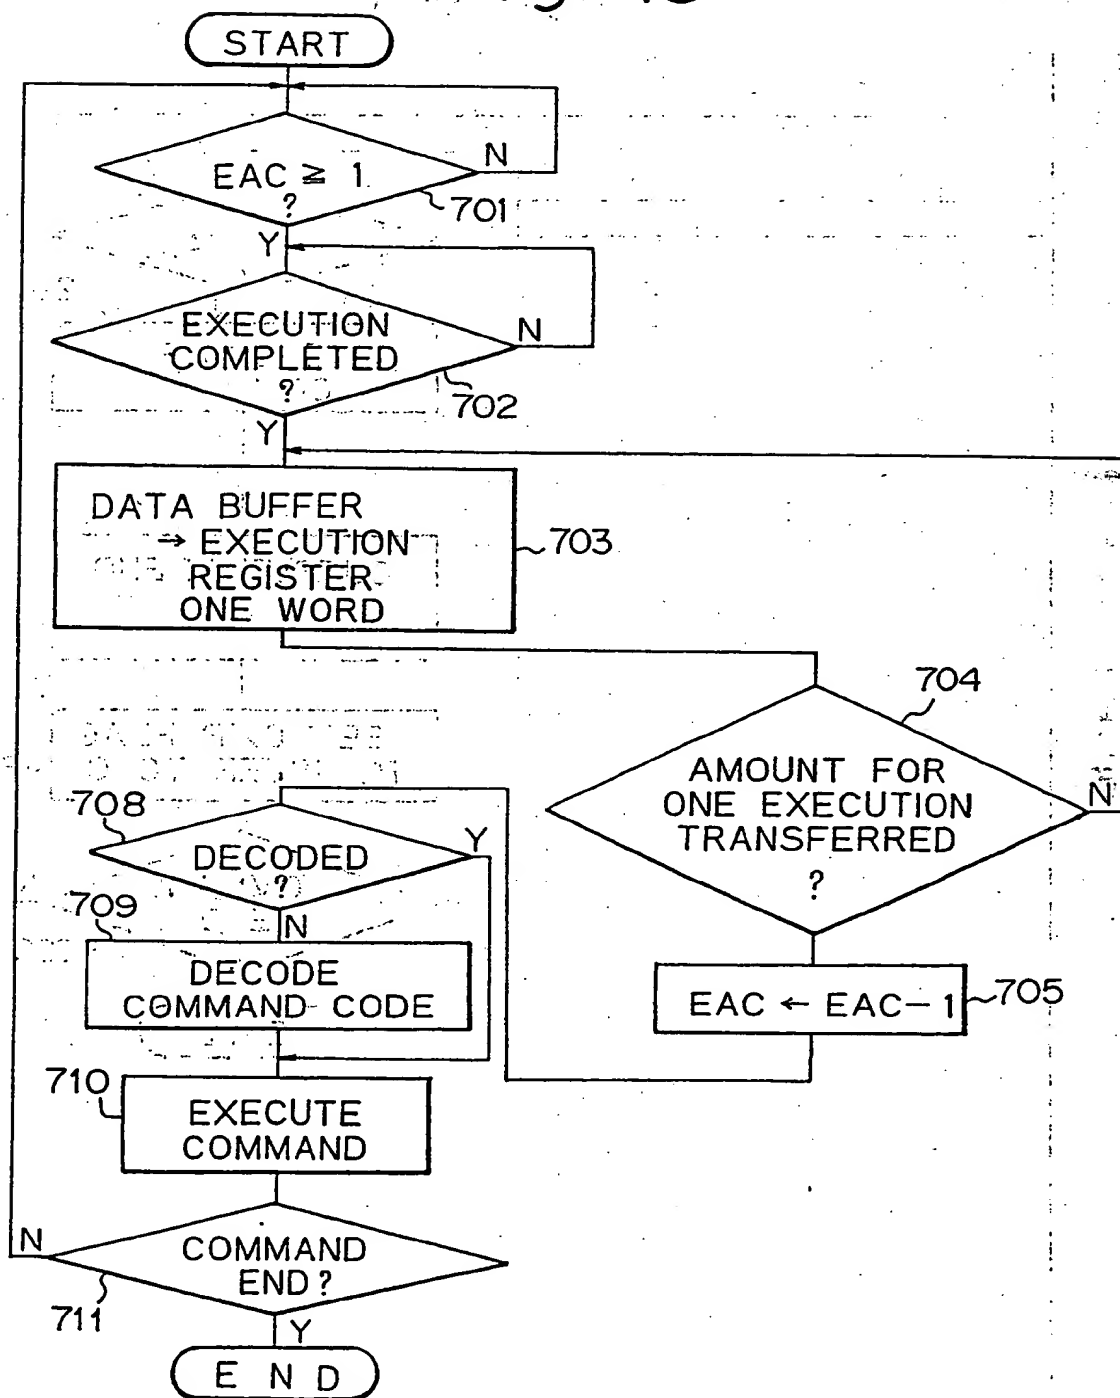 START
EAC ≧ 1
?
N
701
Y
EXECUTION
COMPLETED
?
N
702
Y
DATA BUFFER
→ EXECUTION
REGISTER
ONE WORD
703
704
AMOUNT FOR
ONE EXECUTION
TRANSFERRED
?
N
EAC ← EAC-1
705
708
DECODED
?
Y
N
709
DECODE
COMMAND CODE
710
EXECUTE
COMMAND
N
COMMAND
END?
711
Y
END